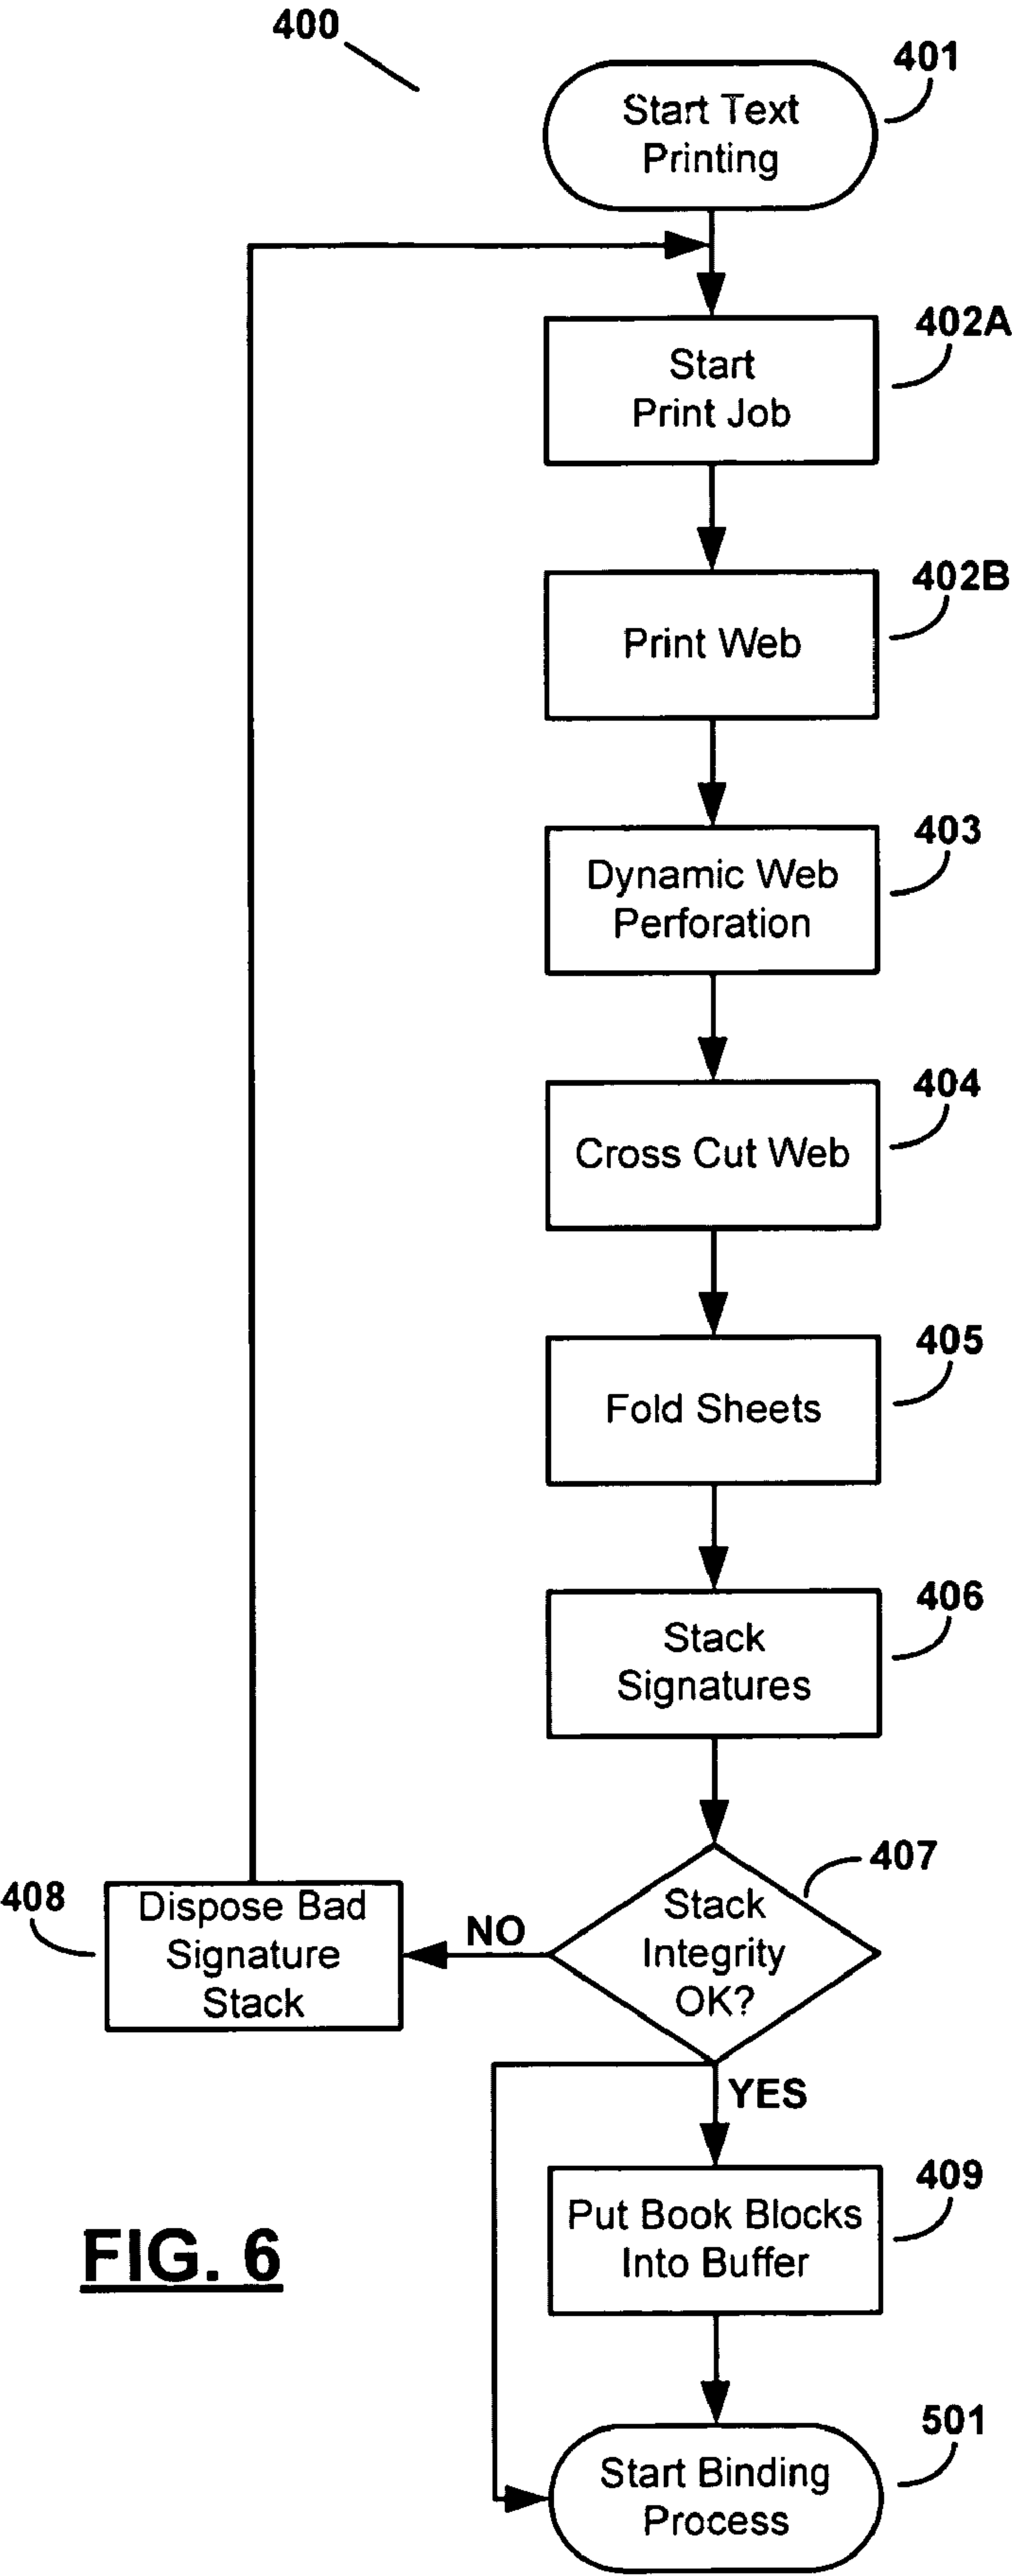 400
401
Start Text
Printing
402A
Start
Print Job
402B
Print Web
403
Dynamic Web
Perforation
404
Cross Cut Web
405
Fold Sheets
406
Stack
Signatures
407
Stack
Integrity
OK?
NO
408
Dispose Bad
Signature
Stack
YES
409
Put Book Blocks
Into Buffer
FIG. 6
501
Start Binding
Process